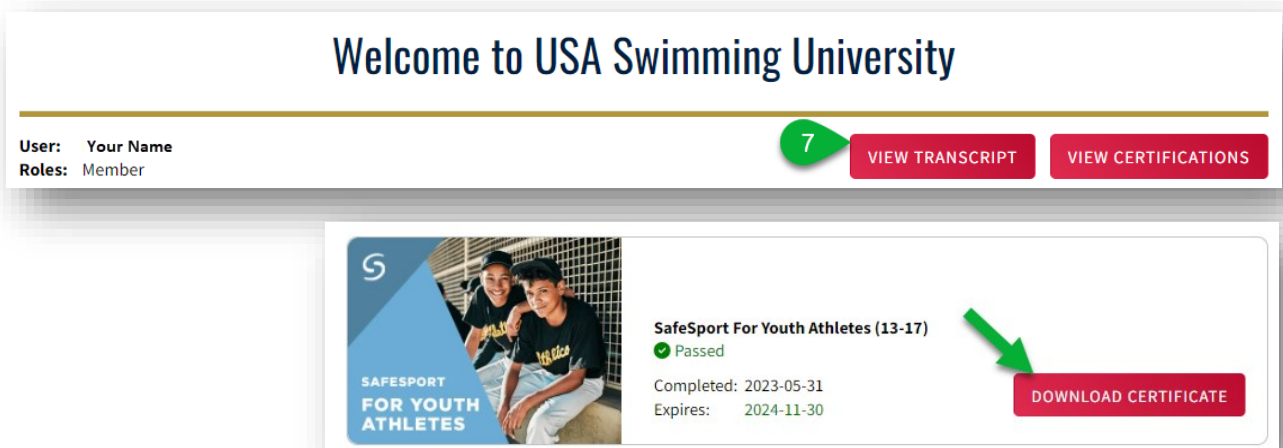 Welcome to USA Swimming University
User: Your Name
Roles: Member
7
VIEW TRANSCRIPT
VIEW CERTIFICATIONS
S
SAFESPORT
FOR YOUTH
ATHLETES
SafeSport For Youth Athletes (13-17)
Passed
Completed: 2023-05-31
Expires: 2024-11-30
DOWNLOAD CERTIFICATE